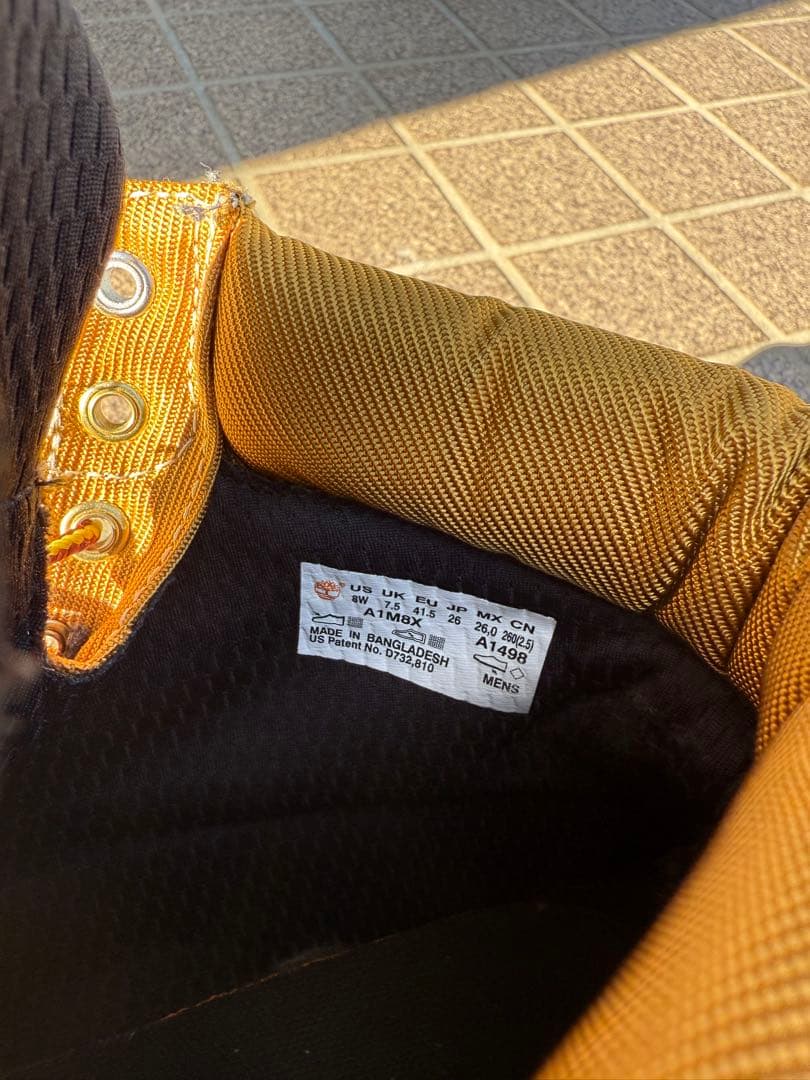 US UK EU JP MX CN
8W 7.5 41.5 26 26,0 260(2.5)
A1M8X A1498
MADE IN BANGLADESH
US Patent No. D732,810
MENS